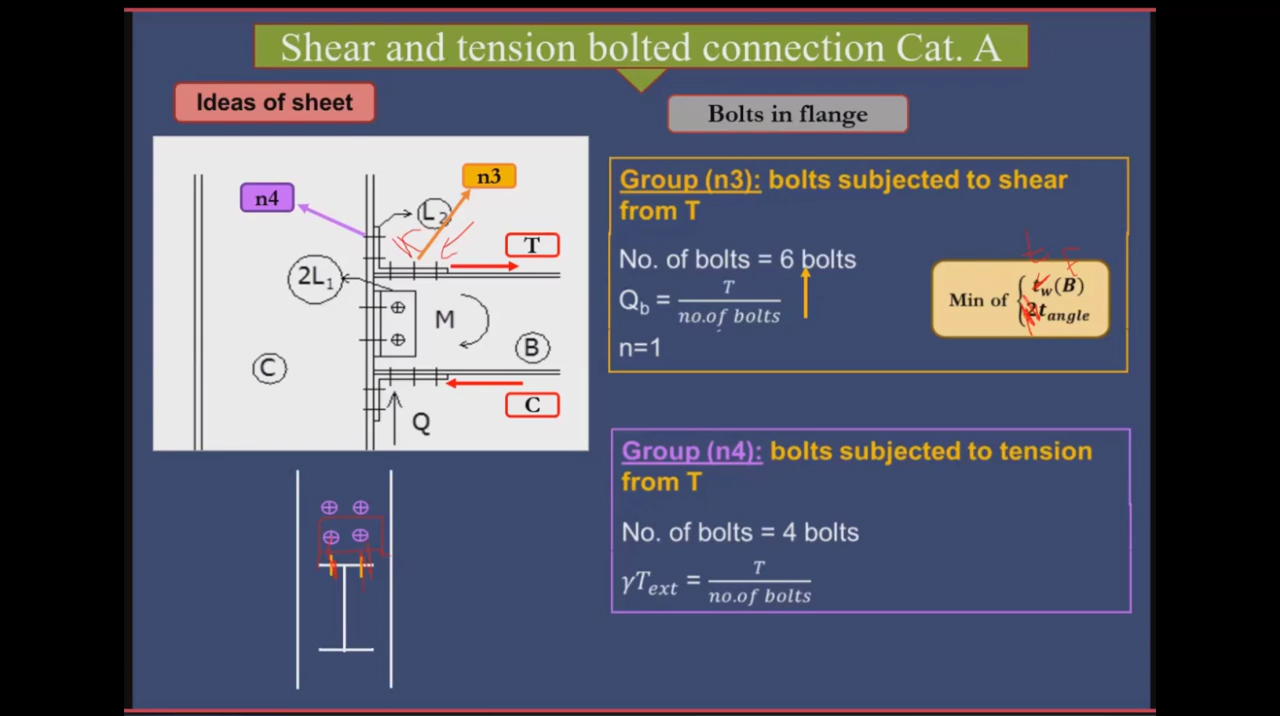 Shear and tension bolted connection Cat. A
Ideas of sheet
Bolts in flange
n4
n3
L2
T
2L1
M
B
C
C
Q
Group (n3): bolts subjected to shear
from T
No. of bolts = 6 bolts
Qb = T / no.of bolts
n=1
Min of { tw(B)
2tangle
Group (n4): bolts subjected to tension
from T
No. of bolts = 4 bolts
γText = T / no.of bolts